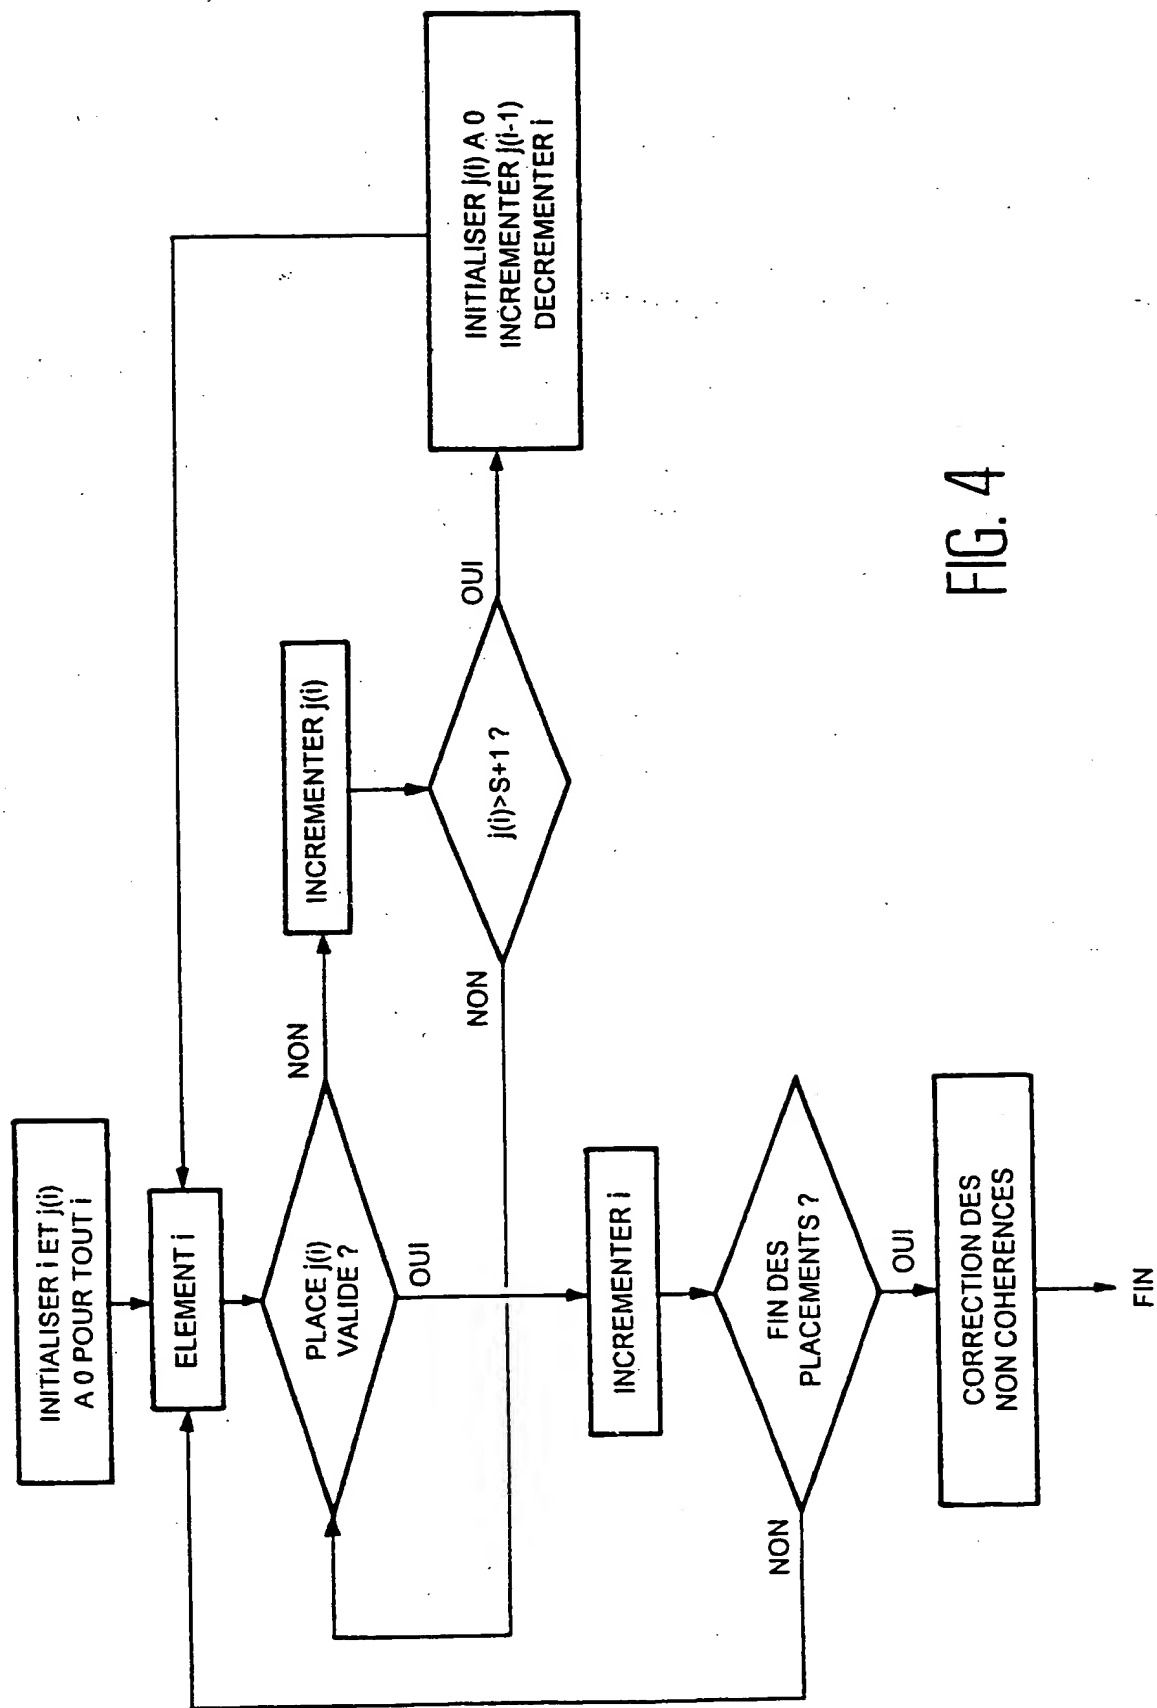 INITIALISER i ET j(i)
A 0 POUR TOUT i
ELEMENT i
PLACE j(i)
VALIDE ?
NON
OUI
INCREMENTER j(i)
j(i)>S+1 ?
OUI
NON
INITIALISER j(i) A 0
INCREMENTER j(i-1)
DECREMENTER i
INCREMENTER i
FIN DES
PLACEMENTS ?
NON
OUI
CORRECTION DES
NON COHERENCES
FIN
FIG. 4